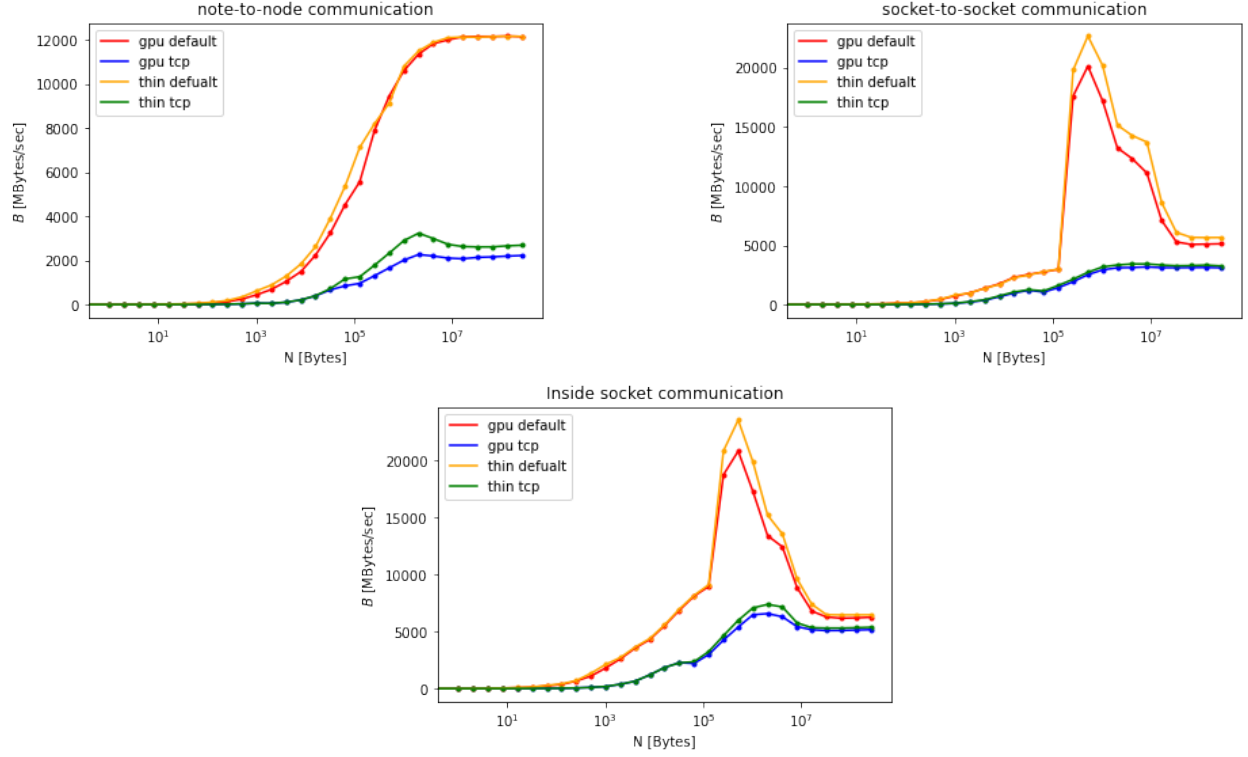 note-to-node communication
12000
10000
8000
6000
4000
2000
0
B [MBytes/sec]
gpu default
gpu tcp
thin defualt
thin tcp
10¹
10³
10⁵
10⁷
N [Bytes]
socket-to-socket communication
20000
15000
10000
5000
0
B [MBytes/sec]
gpu default
gpu tcp
thin defualt
thin tcp
10¹
10³
10⁵
10⁷
N [Bytes]
Inside socket communication
20000
15000
10000
5000
0
B [MBytes/sec]
gpu default
gpu tcp
thin defualt
thin tcp
10¹
10³
10⁵
10⁷
N [Bytes]